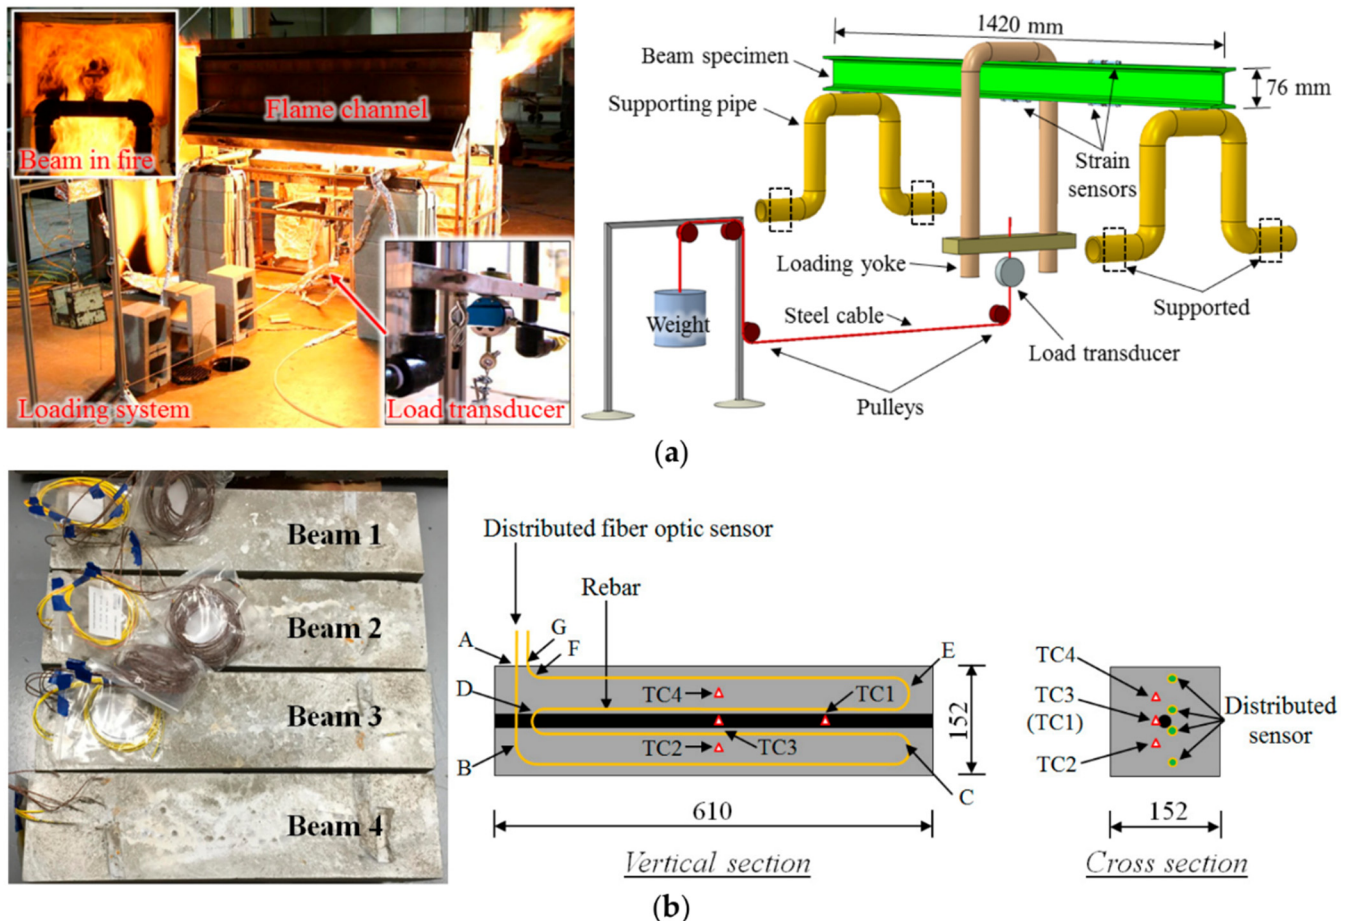 Flame channel
Beam in fire
Loading system
Load transducer
1420 mm
Beam specimen
76 mm
Supporting pipe
Strain
sensors
Loading yoke
Supported
Weight
Steel cable
Load transducer
Pulleys
(a)
Beam 1
Beam 2
Beam 3
Beam 4
Distributed fiber optic sensor
Rebar
A
G
F
E
D
TC4
TC1
152
TC2
TC3
B
C
610
Vertical section
TC4
TC3
(TC1)
TC2
Distributed
sensor
152
Cross section
(b)